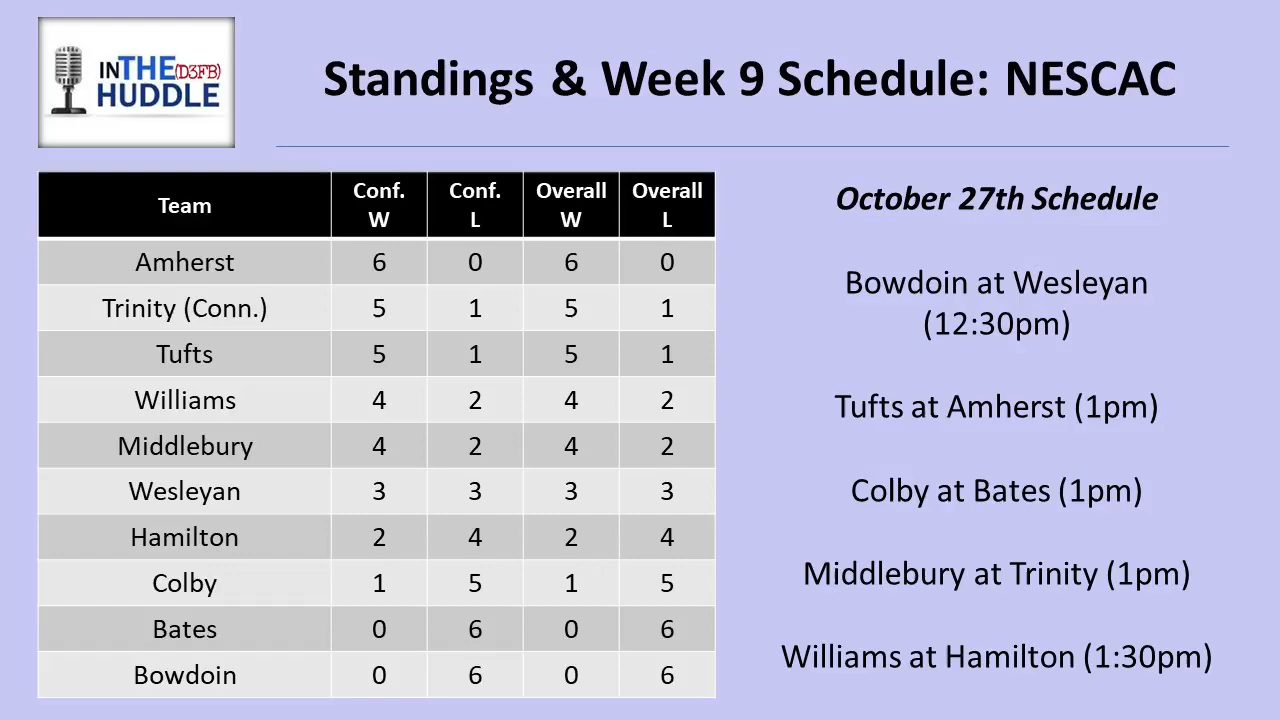 INTHE(D3FB)
HUDDLE
Standings & Week 9 Schedule: NESCAC
Team Conf. W Conf. L Overall W Overall L
Amherst 6 0 6 0
Trinity (Conn.) 5 1 5 1
Tufts 5 1 5 1
Williams 4 2 4 2
Middlebury 4 2 4 2
Wesleyan 3 3 3 3
Hamilton 2 4 2 4
Colby 1 5 1 5
Bates 0 6 0 6
Bowdoin 0 6 0 6
October 27th Schedule
Bowdoin at Wesleyan
(12:30pm)
Tufts at Amherst (1pm)
Colby at Bates (1pm)
Middlebury at Trinity (1pm)
Williams at Hamilton (1:30pm)